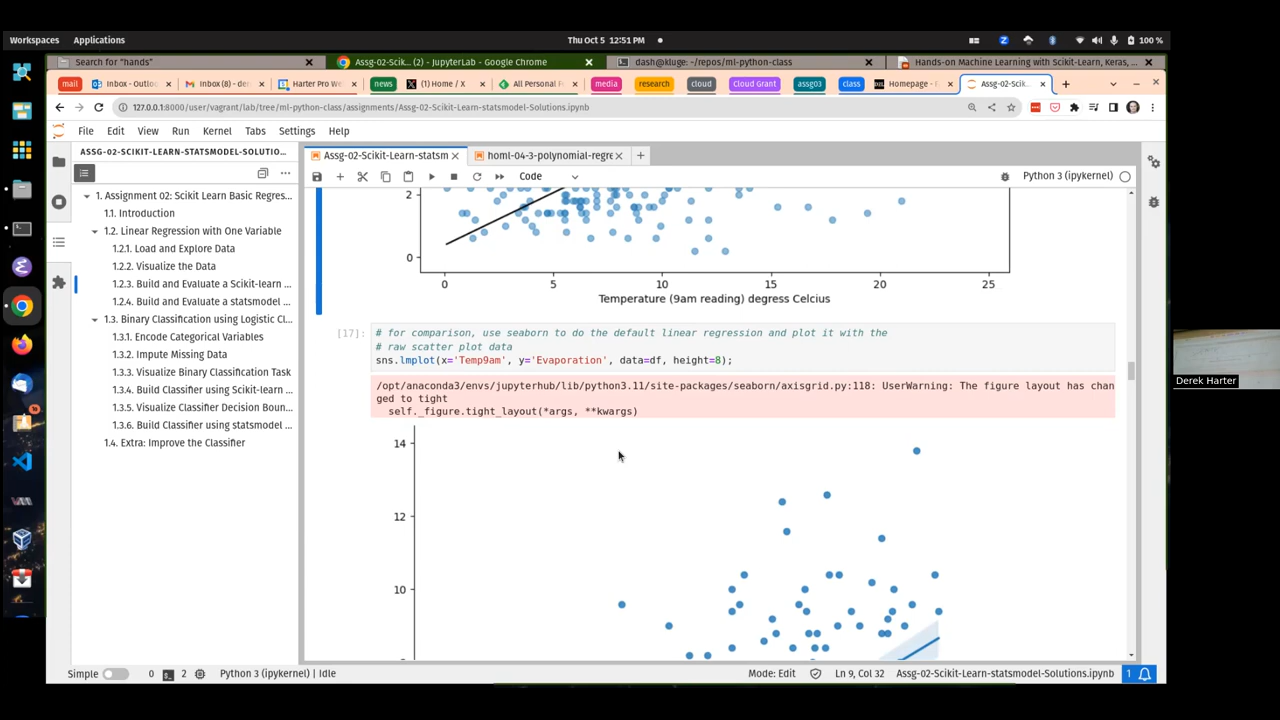 Workspaces Applications Thu Oct 5 12:51 PM 100 %
Search for "hands" Assg-02-Scik... (2) - JupyterLab - Google Chrome dash@kluge: ~/repos/ml-python-class Hands-on Machine Learning with Scikit-Learn, Keras, ...
mail Inbox - Outloo Inbox (8) - der Harter Pro We news (1) Home / X All Personal F media research cloud Cloud Grant assg03 class Homepage - Assg-02-Scik
127.0.0.1:8000/user/vagrant/lab/tree/ml-python-class/assignments/Assg-02-Scikit-Learn-statsmodel-Solutions.ipynb
File Edit View Run Kernel Tabs Settings Help
ASSG-02-SCIKIT-LEARN-STATSMODEL-SOLUTIO... Assg-02-Scikit-Learn-statsm homl-04-3-polynomial-regre
Code Python 3 (ipykernel)
1. Assignment 02: Scikit Learn Basic Regres...
1.1. Introduction
1.2. Linear Regression with One Variable
1.2.1. Load and Explore Data
1.2.2. Visualize the Data
1.2.3. Build and Evaluate a Scikit-learn
1.2.4. Build and Evaluate a statsmodel ...
1.3. Binary Classification using Logistic Cl...
1.3.1. Encode Categorical Variables
1.3.2. Impute Missing Data
1.3.3. Visualize Binary Classification Task
1.3.4. Build Classifier using Scikit-learn ...
1.3.5. Visualize Classifier Decision Boun...
1.3.6. Build Classifier using statsmodel ...
1.4. Extra: Improve the Classifier
2
0
0 5 10 15 20 25
Temperature (9am reading) degress Celcius
[17]: # for comparison, use seaborn to do the default linear regression and plot it with the
# raw scatter plot data
sns.lmplot(x='Temp9am', y='Evaporation', data=df, height=8);
/opt/anaconda3/envs/jupyterhub/lib/python3.11/site-packages/seaborn/axisgrid.py:118: UserWarning: The figure layout has chan
ged to tight
self._figure.tight_layout(*args, **kwargs)
14
12
10
Derek Harter
Simple 0 2 Python 3 (ipykernel) | Idle Mode: Edit Ln 9, Col 32 Assg-02-Scikit-Learn-statsmodel-Solutions.ipynb 1